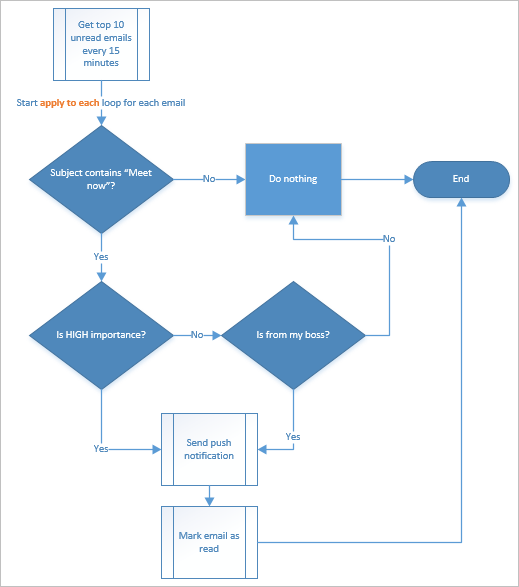 Get top 10
unread emails
every 15
minutes
Start apply to each loop for each email
Subject contains “Meet
now”?
No
Do nothing
End
Yes
No
Is HIGH importance?
No
Is from my boss?
Yes
Yes
Send push
notification
Mark email as
read